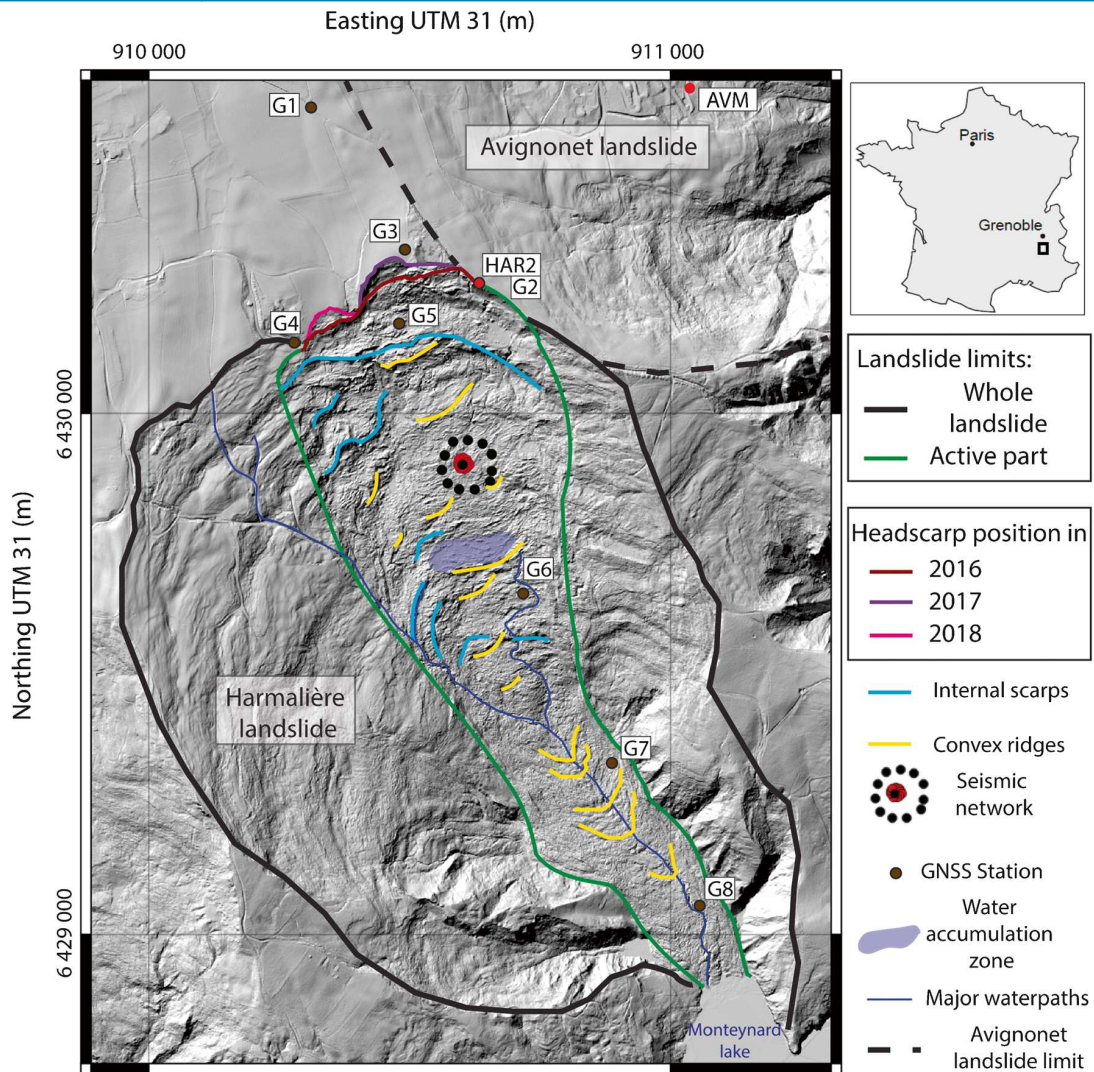 Easting UTM 31 (m)
910 000
911 000
G1
AVM
Avignonet landslide
G3
HAR2
G2
G4
G5
6 430 000
Northing UTM 31 (m)
G6
Harmalière
landslide
G7
G8
6 429 000
Monteynard
lake
Paris
Grenoble
Landslide limits:
Whole
landslide
Active part
Headscarp position in
2016
2017
2018
Internal scarps
Convex ridges
Seismic
network
GNSS Station
Water
accumulation
zone
Major waterpaths
Avignonet
landslide limit